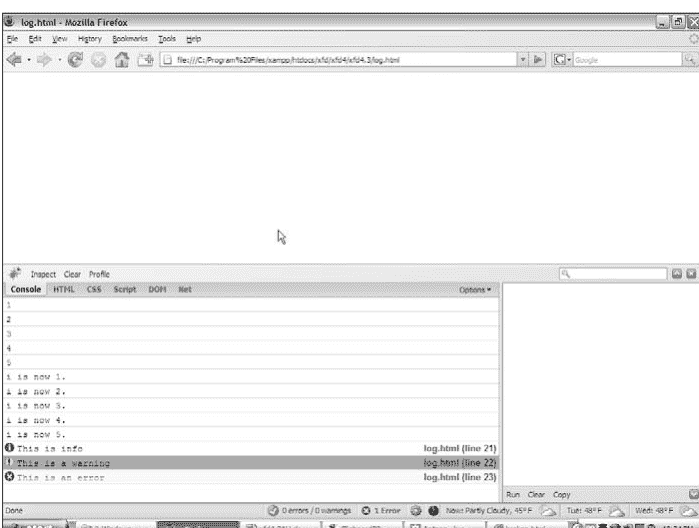 log.html - Mozilla Firefox
File Edit View History Bookmarks Tools Help
file:///C:/Program%20Files/xampp/htdocs/xfd/xfd4/xfd4.3/log.html
Google
Inspect Clear Profile
Console HTML CSS Script DOM Net Options
1
2
3
4
5
i is now 1.
i is now 2.
i is now 3.
i is now 4.
i is now 5.
This is info log.html (line 21)
This is a warning log.html (line 22)
This is an error log.html (line 23)
Run Clear Copy
Done 0 errors / 0 warnings 1 Error Now: Partly Cloudy, 45°F Tue: 48°F Wed: 48°F